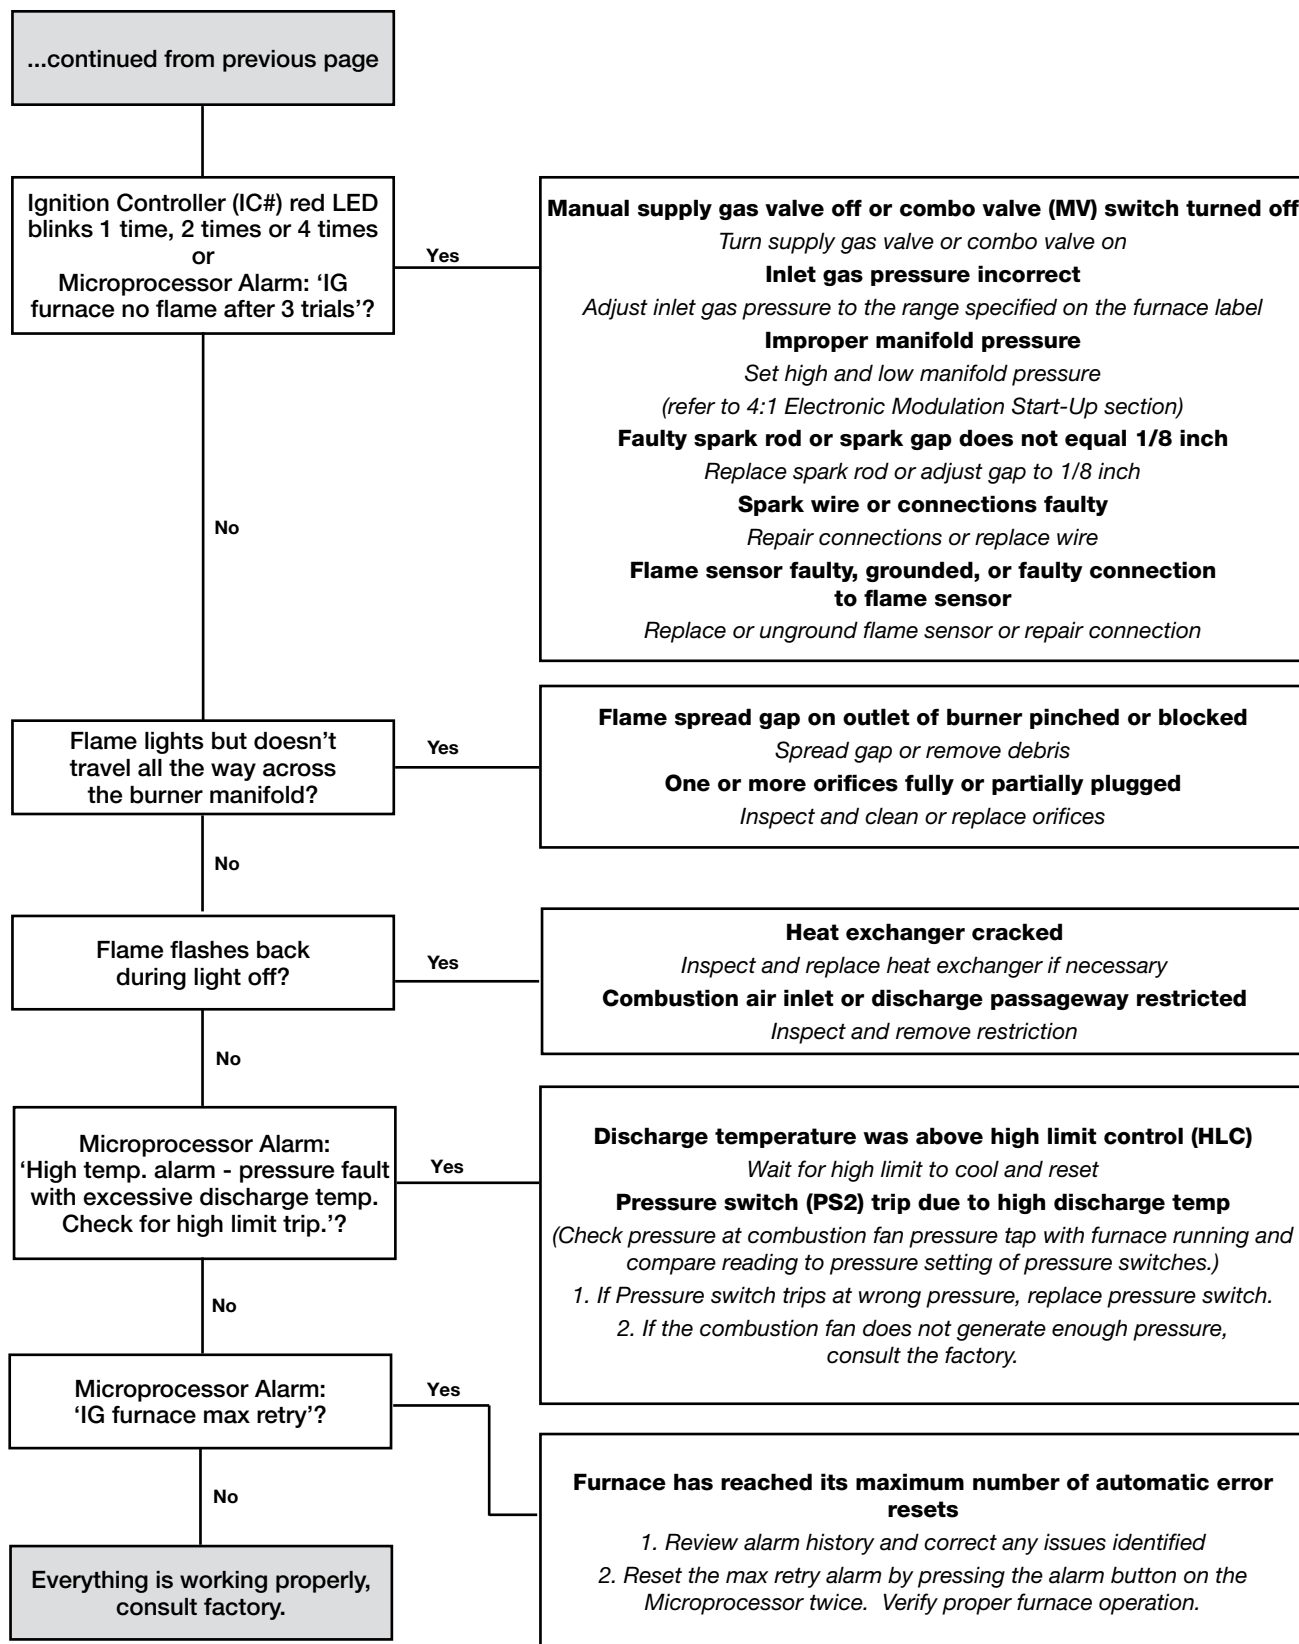 ...continued from previous page
Ignition Controller (IC#) red LED
blinks 1 time, 2 times or 4 times
or
Microprocessor Alarm: ‘IG
furnace no flame after 3 trials’?
Yes
Manual supply gas valve off or combo valve (MV) switch turned off
Turn supply gas valve or combo valve on
Inlet gas pressure incorrect
Adjust inlet gas pressure to the range specified on the furnace label
Improper manifold pressure
Set high and low manifold pressure
(refer to 4:1 Electronic Modulation Start-Up section)
Faulty spark rod or spark gap does not equal 1/8 inch
Replace spark rod or adjust gap to 1/8 inch
Spark wire or connections faulty
Repair connections or replace wire
Flame sensor faulty, grounded, or faulty connection
to flame sensor
Replace or unground flame sensor or repair connection
No
Flame lights but doesn’t
travel all the way across
the burner manifold?
Yes
Flame spread gap on outlet of burner pinched or blocked
Spread gap or remove debris
One or more orifices fully or partially plugged
Inspect and clean or replace orifices
No
Flame flashes back
during light off?
Yes
Heat exchanger cracked
Inspect and replace heat exchanger if necessary
Combustion air inlet or discharge passageway restricted
Inspect and remove restriction
No
Microprocessor Alarm:
‘High temp. alarm - pressure fault
with excessive discharge temp.
Check for high limit trip.’?
Yes
Discharge temperature was above high limit control (HLC)
Wait for high limit to cool and reset
Pressure switch (PS2) trip due to high discharge temp
(Check pressure at combustion fan pressure tap with furnace running and
compare reading to pressure setting of pressure switches.)
1. If Pressure switch trips at wrong pressure, replace pressure switch.
2. If the combustion fan does not generate enough pressure,
consult the factory.
No
Microprocessor Alarm:
‘IG furnace max retry’?
Yes
Furnace has reached its maximum number of automatic error
resets
1. Review alarm history and correct any issues identified
2. Reset the max retry alarm by pressing the alarm button on the
Microprocessor twice. Verify proper furnace operation.
No
Everything is working properly,
consult factory.